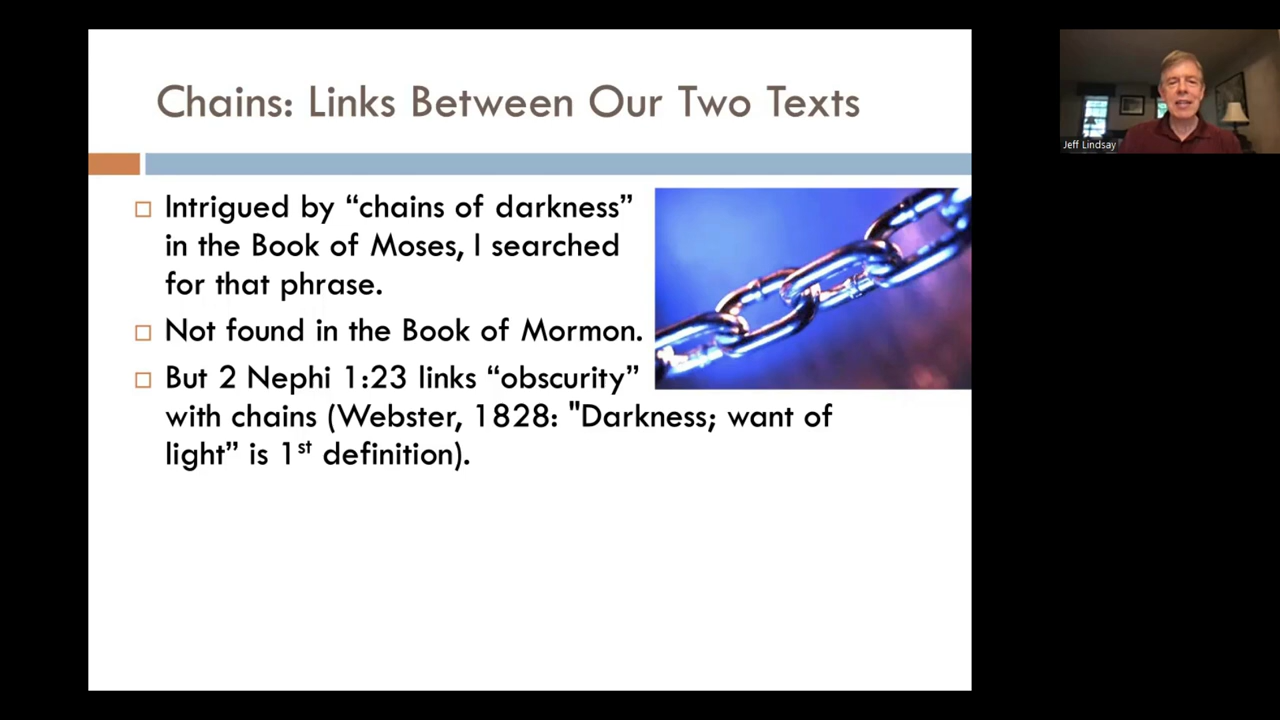 Chains: Links Between Our Two Texts
Intrigued by “chains of darkness”
in the Book of Moses, I searched
for that phrase.
Not found in the Book of Mormon.
But 2 Nephi 1:23 links “obscurity”
with chains (Webster, 1828: "Darkness; want of
light” is 1st definition).
Jeff Lindsay